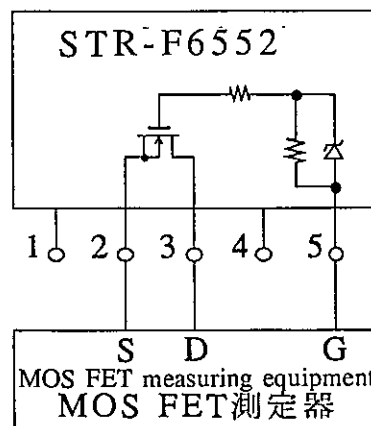 STR-F6552
1 2 3 4 5
S D G
MOS FET measuring equipment
MOS FET測定器